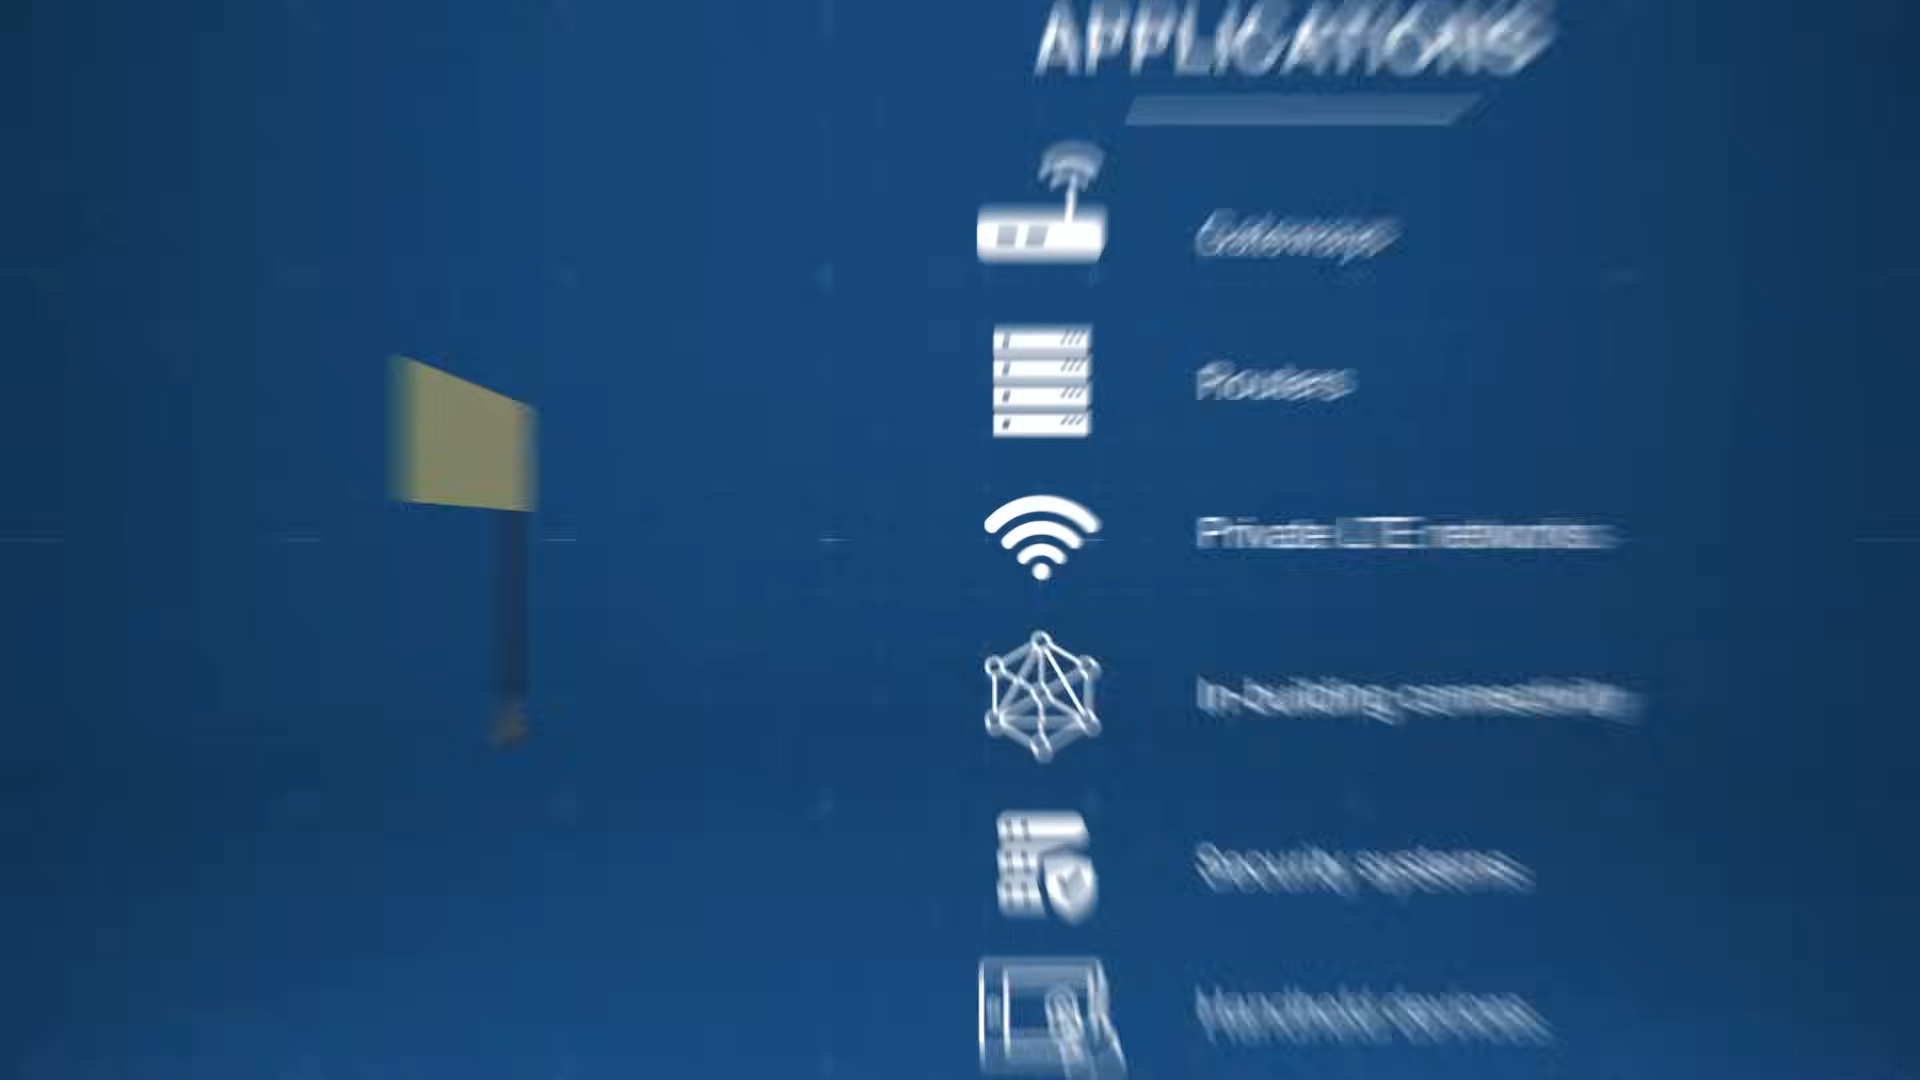 APPLICATIONS
Gateways
Routers
Private LTE networks
In-building connectivity
Security systems
Handheld devices